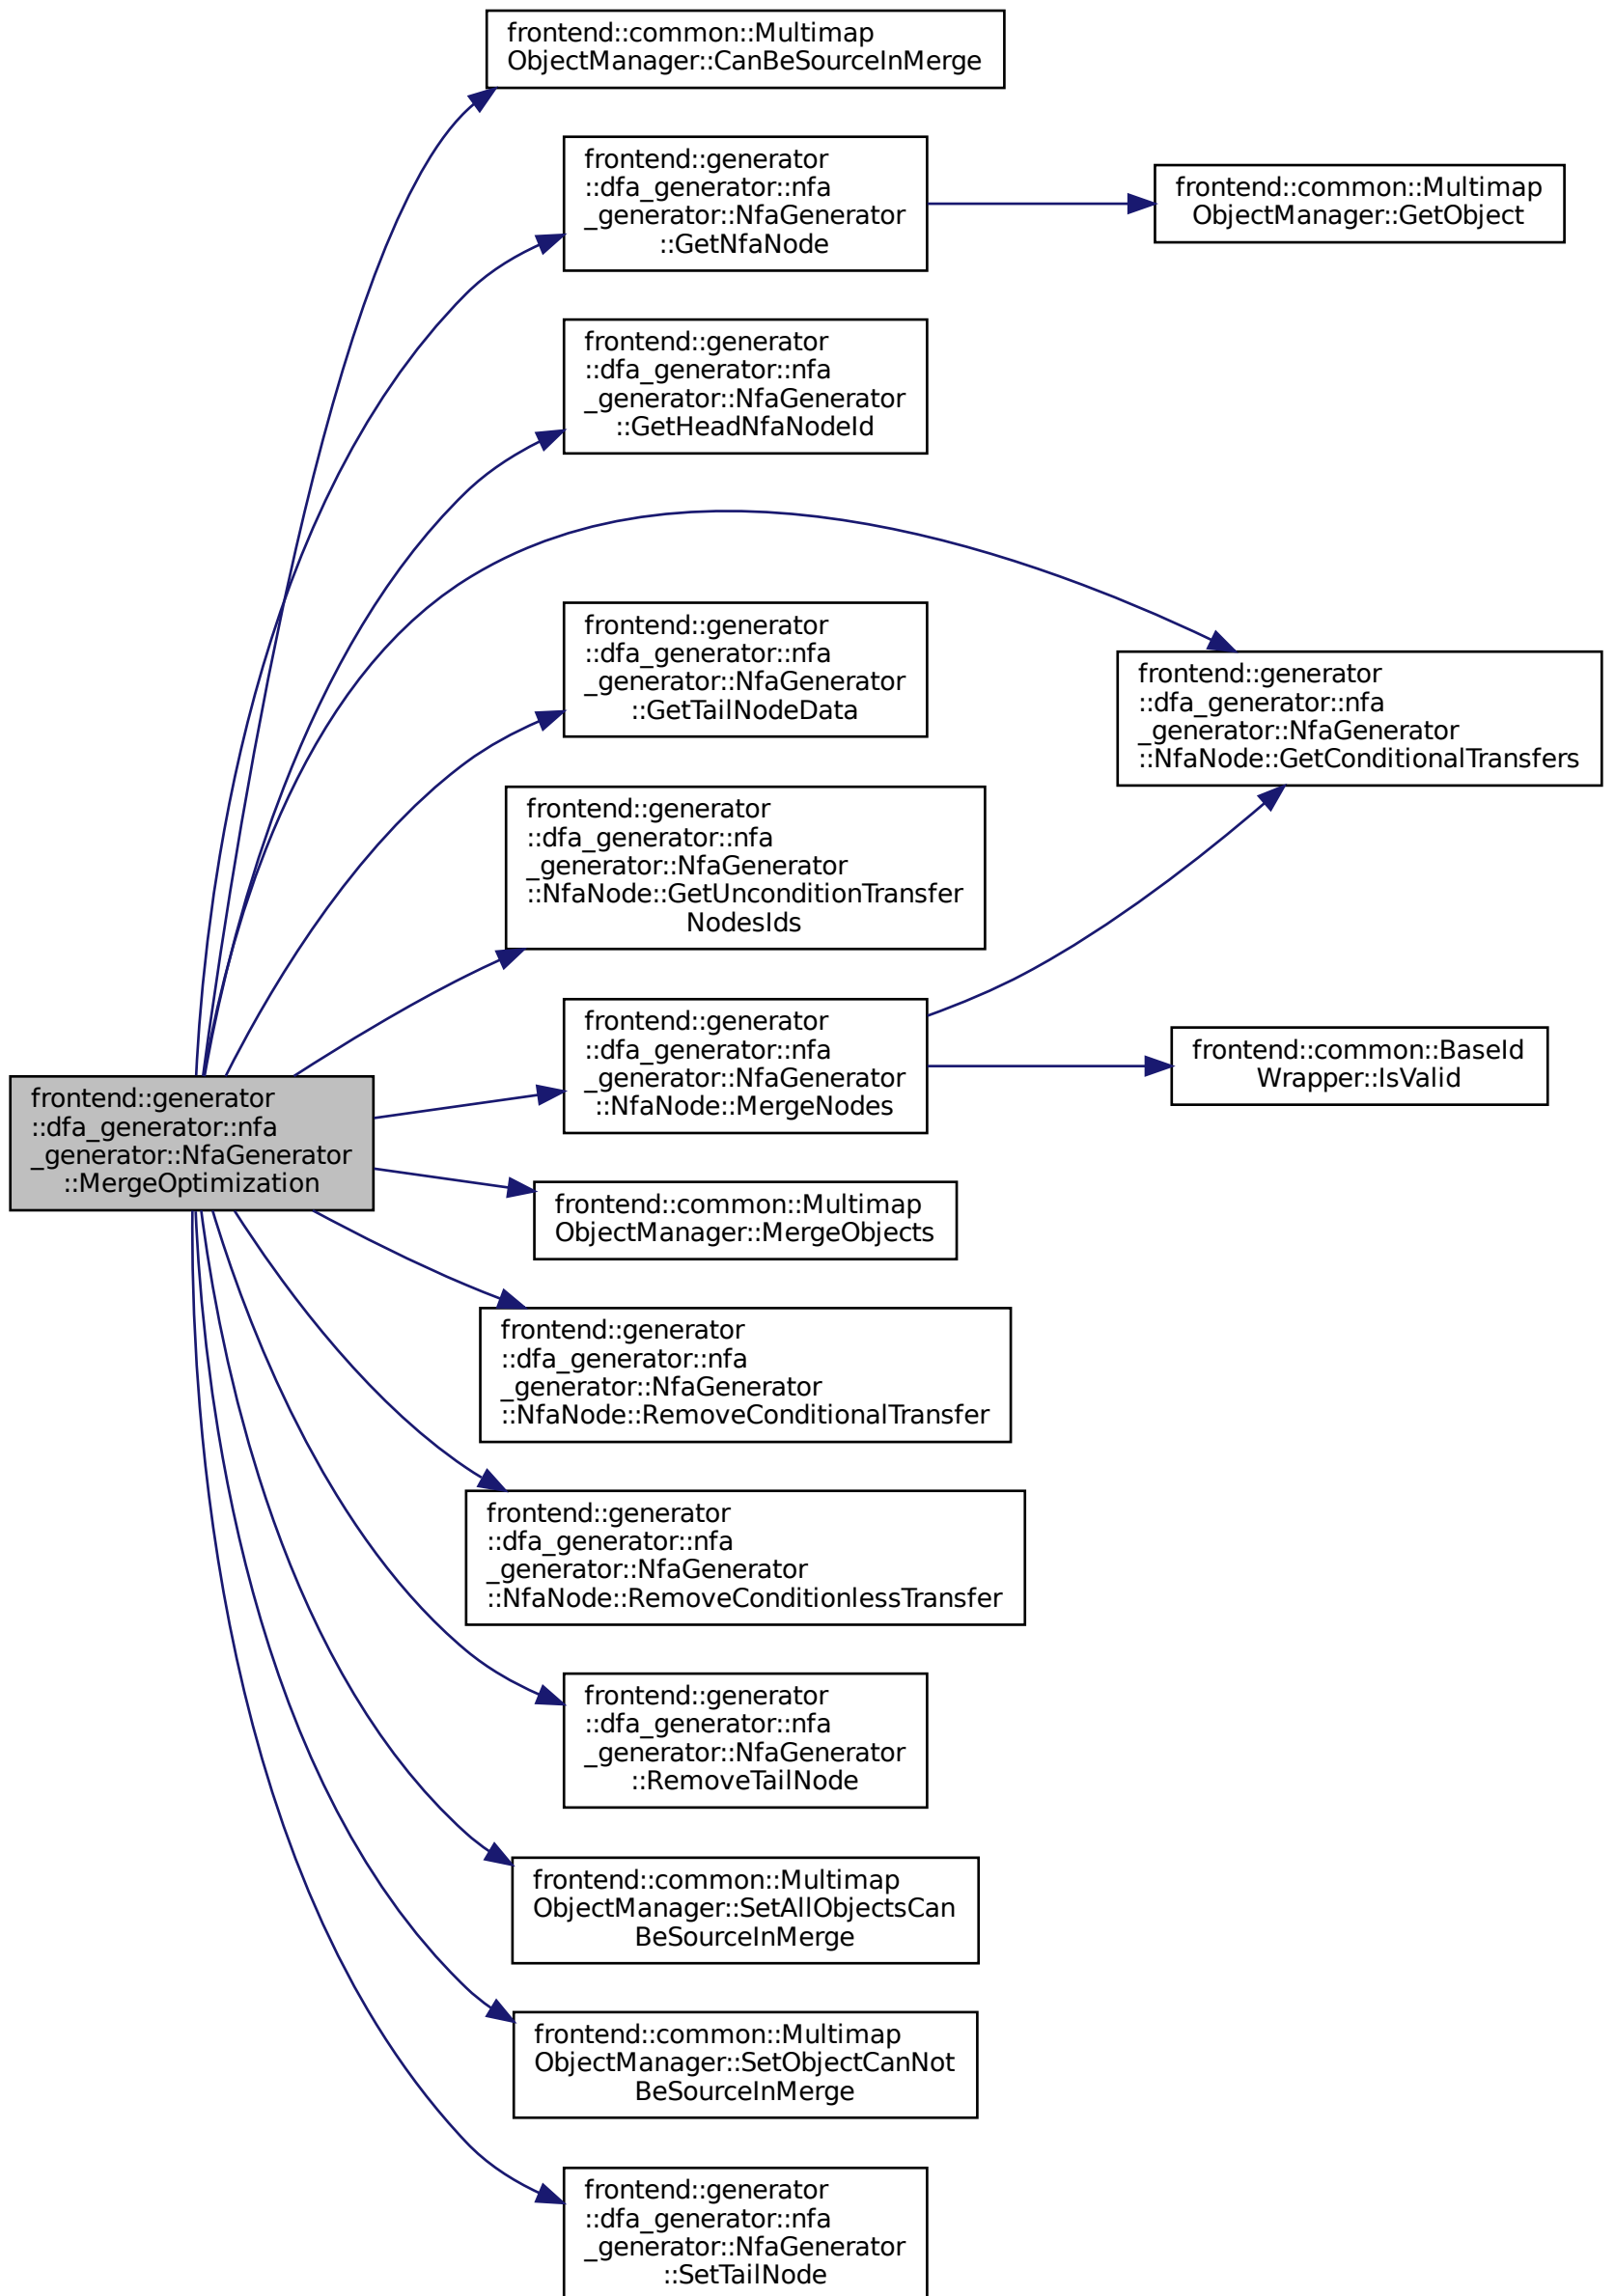 frontend::common::Multimap
ObjectManager::CanBeSourceInMerge
frontend::generator
::dfa_generator::nfa
_generator::NfaGenerator
::GetNfaNode
frontend::common::Multimap
ObjectManager::GetObject
frontend::generator
::dfa_generator::nfa
_generator::NfaGenerator
::GetHeadNfaNodeId
frontend::generator
::dfa_generator::nfa
_generator::NfaGenerator
::GetTailNodeData
frontend::generator
::dfa_generator::nfa
_generator::NfaGenerator
::NfaNode::GetConditionalTransfers
frontend::generator
::dfa_generator::nfa
_generator::NfaGenerator
::NfaNode::GetUnconditionTransfer
NodesIds
frontend::generator
::dfa_generator::nfa
_generator::NfaGenerator
::NfaNode::MergeNodes
frontend::common::BaseId
Wrapper::IsValid
frontend::generator
::dfa_generator::nfa
_generator::NfaGenerator
::MergeOptimization
frontend::common::Multimap
ObjectManager::MergeObjects
frontend::generator
::dfa_generator::nfa
_generator::NfaGenerator
::NfaNode::RemoveConditionalTransfer
frontend::generator
::dfa_generator::nfa
_generator::NfaGenerator
::NfaNode::RemoveConditionlessTransfer
frontend::generator
::dfa_generator::nfa
_generator::NfaGenerator
::RemoveTailNode
frontend::common::Multimap
ObjectManager::SetAllObjectsCan
BeSourceInMerge
frontend::common::Multimap
ObjectManager::SetObjectCanNot
BeSourceInMerge
frontend::generator
::dfa_generator::nfa
_generator::NfaGenerator
::SetTailNode